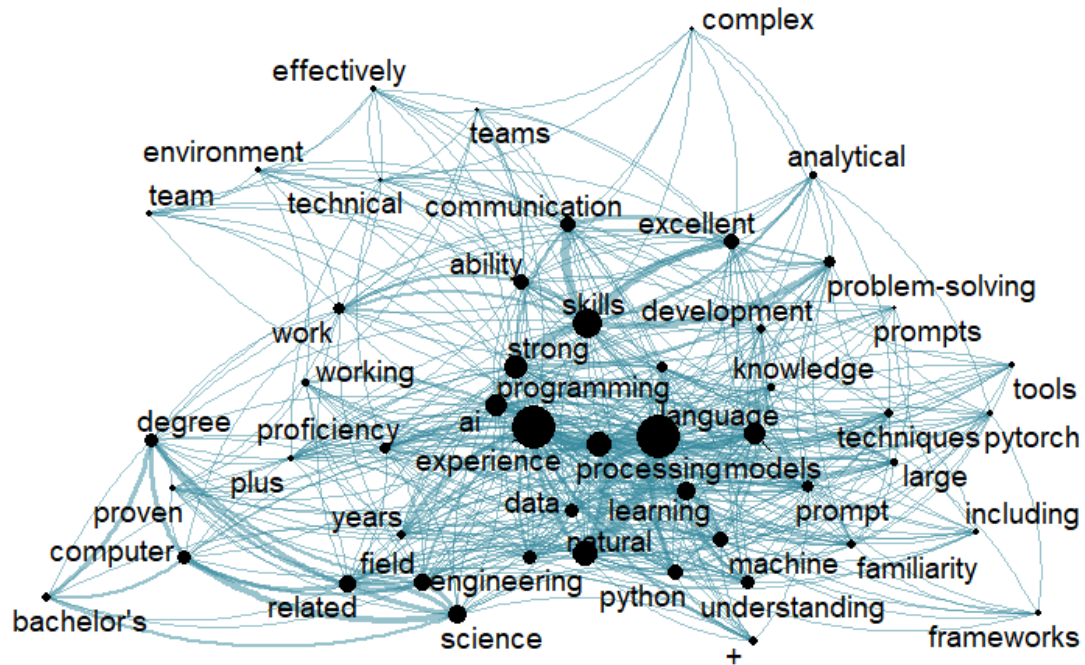 complex
effectively
teams
environment
analytical
team
technical
communication
excellent
ability
problem-solving
skills
development
prompts
work
strong
knowledge
working
programming
tools
degree
proficiency
ai
language
techniques
pytorch
experience
processing
models
plus
large
proven
years
data
learning
prompt
including
computer
field
natural
machine
familiarity
engineering
related
python
understanding
bachelor's
science
frameworks
+